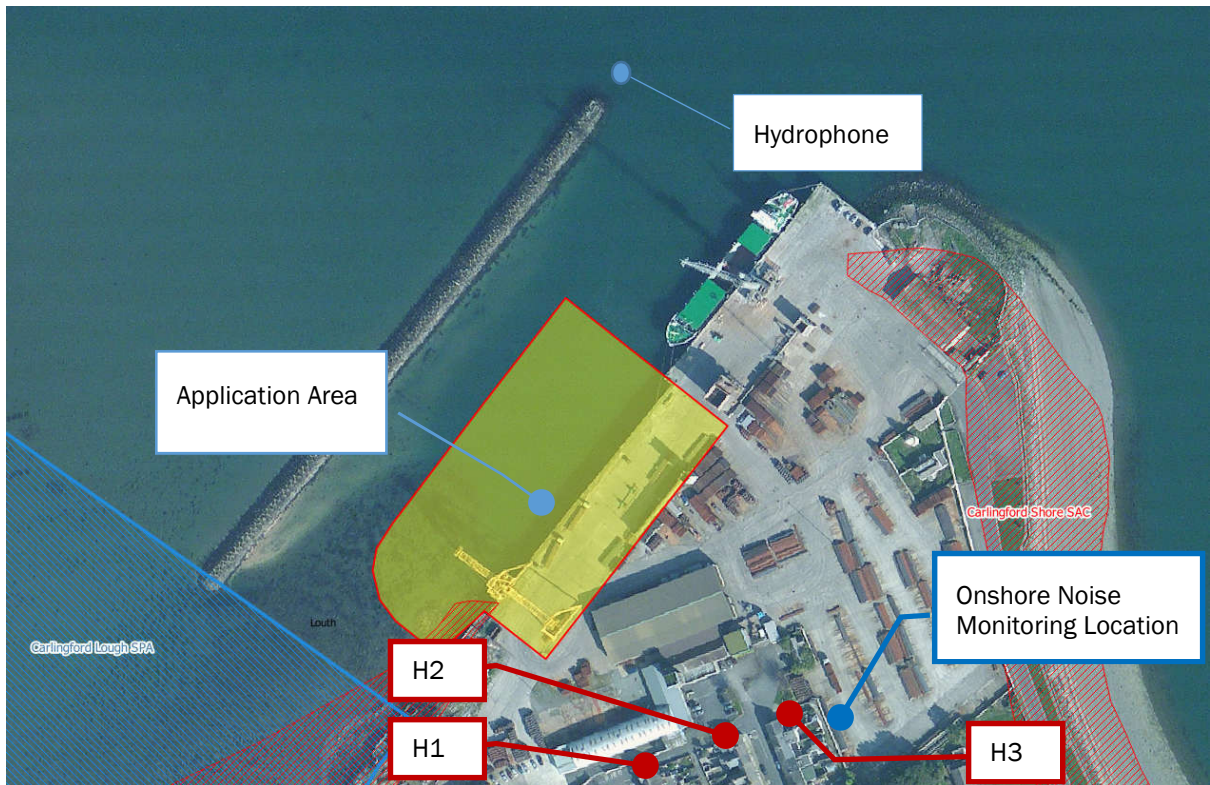 Hydrophone
Application Area
Carlingford Shore SAC
Onshore Noise
Monitoring Location
Louth
Carlingford Lough SPA
H2
H1
H3